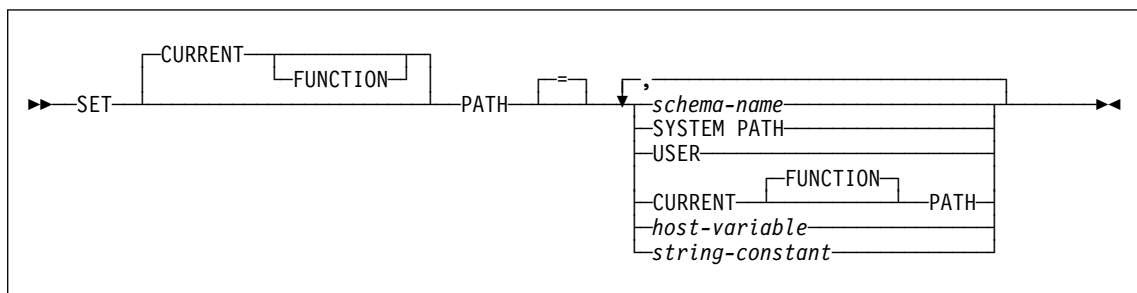 CURRENT
FUNCTION
=
,
SET PATH schema-name
SYSTEM PATH
USER
FUNCTION
CURRENT PATH
host-variable
string-constant